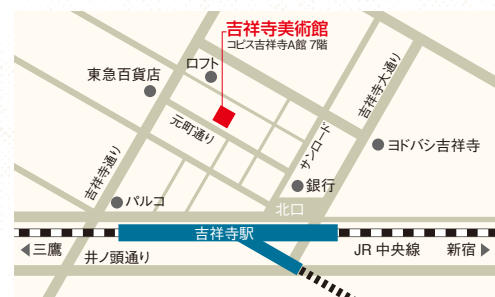 吉祥寺美術館
コピス吉祥寺A館 7階
ロフト
東急百貨店
吉祥寺大通り
元町通り
サンロード
ヨドバシ吉祥寺
吉祥寺通り
銀行
パルコ
北口
吉祥寺駅
◀三鷹
井ノ頭通り
JR 中央線
新宿▶